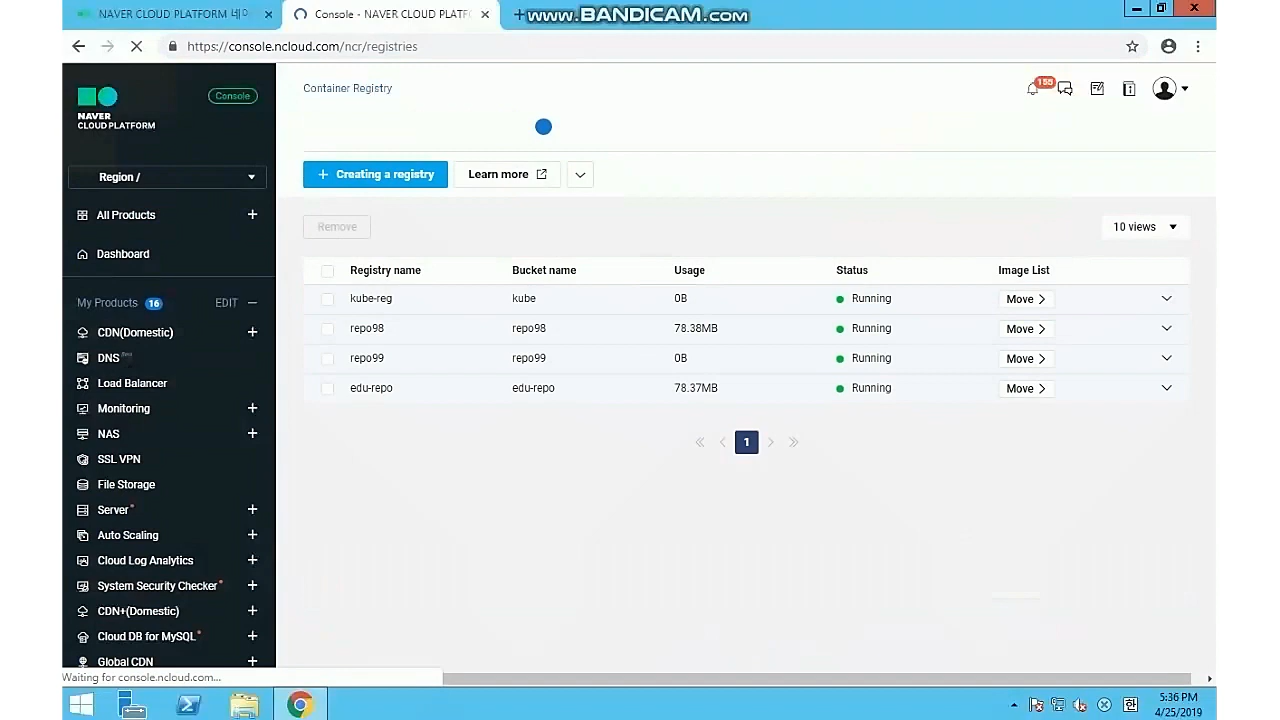 NAVER CLOUD PLATFORM 네이
Console - NAVER CLOUD PLATF
www.BANDICAM.com
https://console.ncloud.com/ncr/registries
NAVER
CLOUD PLATFORM
Console
Region /
All Products
Dashboard
My Products 16 EDIT
CDN(Domestic)
DNS
Load Balancer
Monitoring
NAS
SSL VPN
File Storage
Server
Auto Scaling
Cloud Log Analytics
System Security Checker
CDN+(Domestic)
Cloud DB for MySQL
Global CDN
Container Registry
155
+ Creating a registry
Learn more
Remove
10 views
Registry name Bucket name Usage Status Image List
kube-reg kube 0B Running Move >
repo98 repo98 78.38MB Running Move >
repo99 repo99 0B Running Move >
edu-repo edu-repo 78.37MB Running Move >
« < 1 > »
Waiting for console.ncloud.com...
한
5:36 PM
4/25/2019